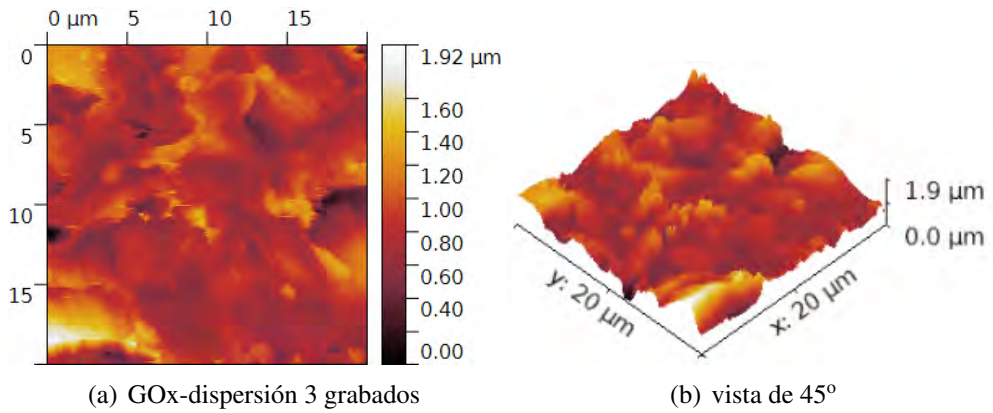 0 µm 5 10 15
0
5
10
15
1.92 µm
1.60
1.40
1.20
1.00
0.80
0.60
0.40
0.00
1.9 µm
0.0 µm
y: 20 µm
x: 20 µm
(a) GOx-dispersión 3 grabados
(b) vista de 45º